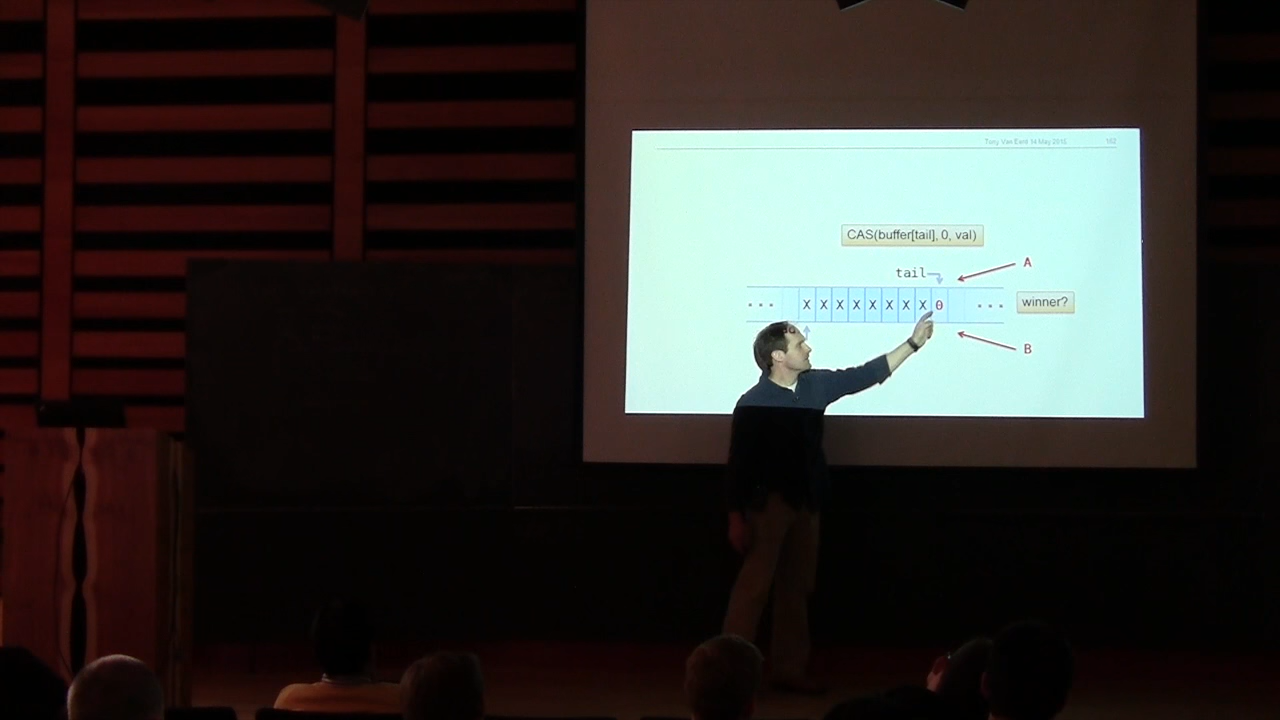 Tony Van Eerd 14 May 2015 162
CAS(buffer[tail], 0, val)
tail
A
... X X X X X X X X 0 ...
winner?
B